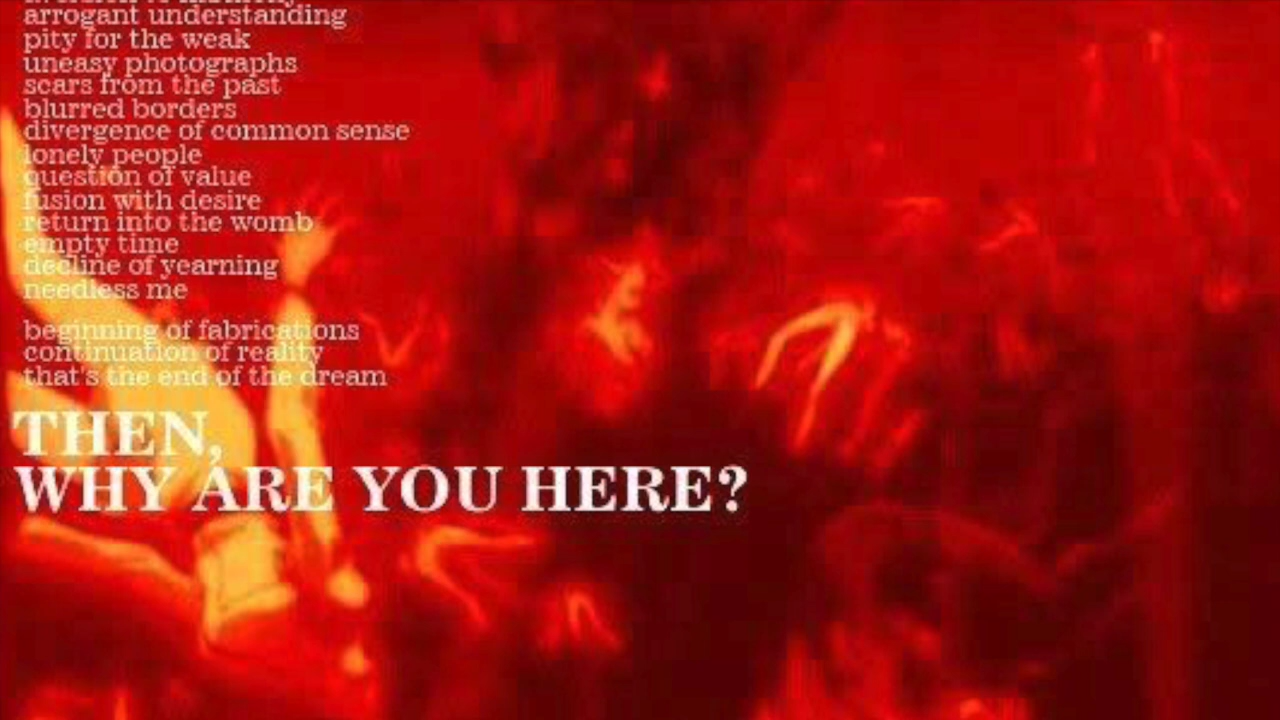 arrogant understanding
pity for the weak
uneasy photographs
scars from the past
blurred borders
divergence of common sense
lonely people
question of value
fusion with desire
return into the womb
empty time
decline of yearning
needless me
beginning of fabrications
continuation of reality
that's the end of the dream
THEN,
WHY ARE YOU HERE?